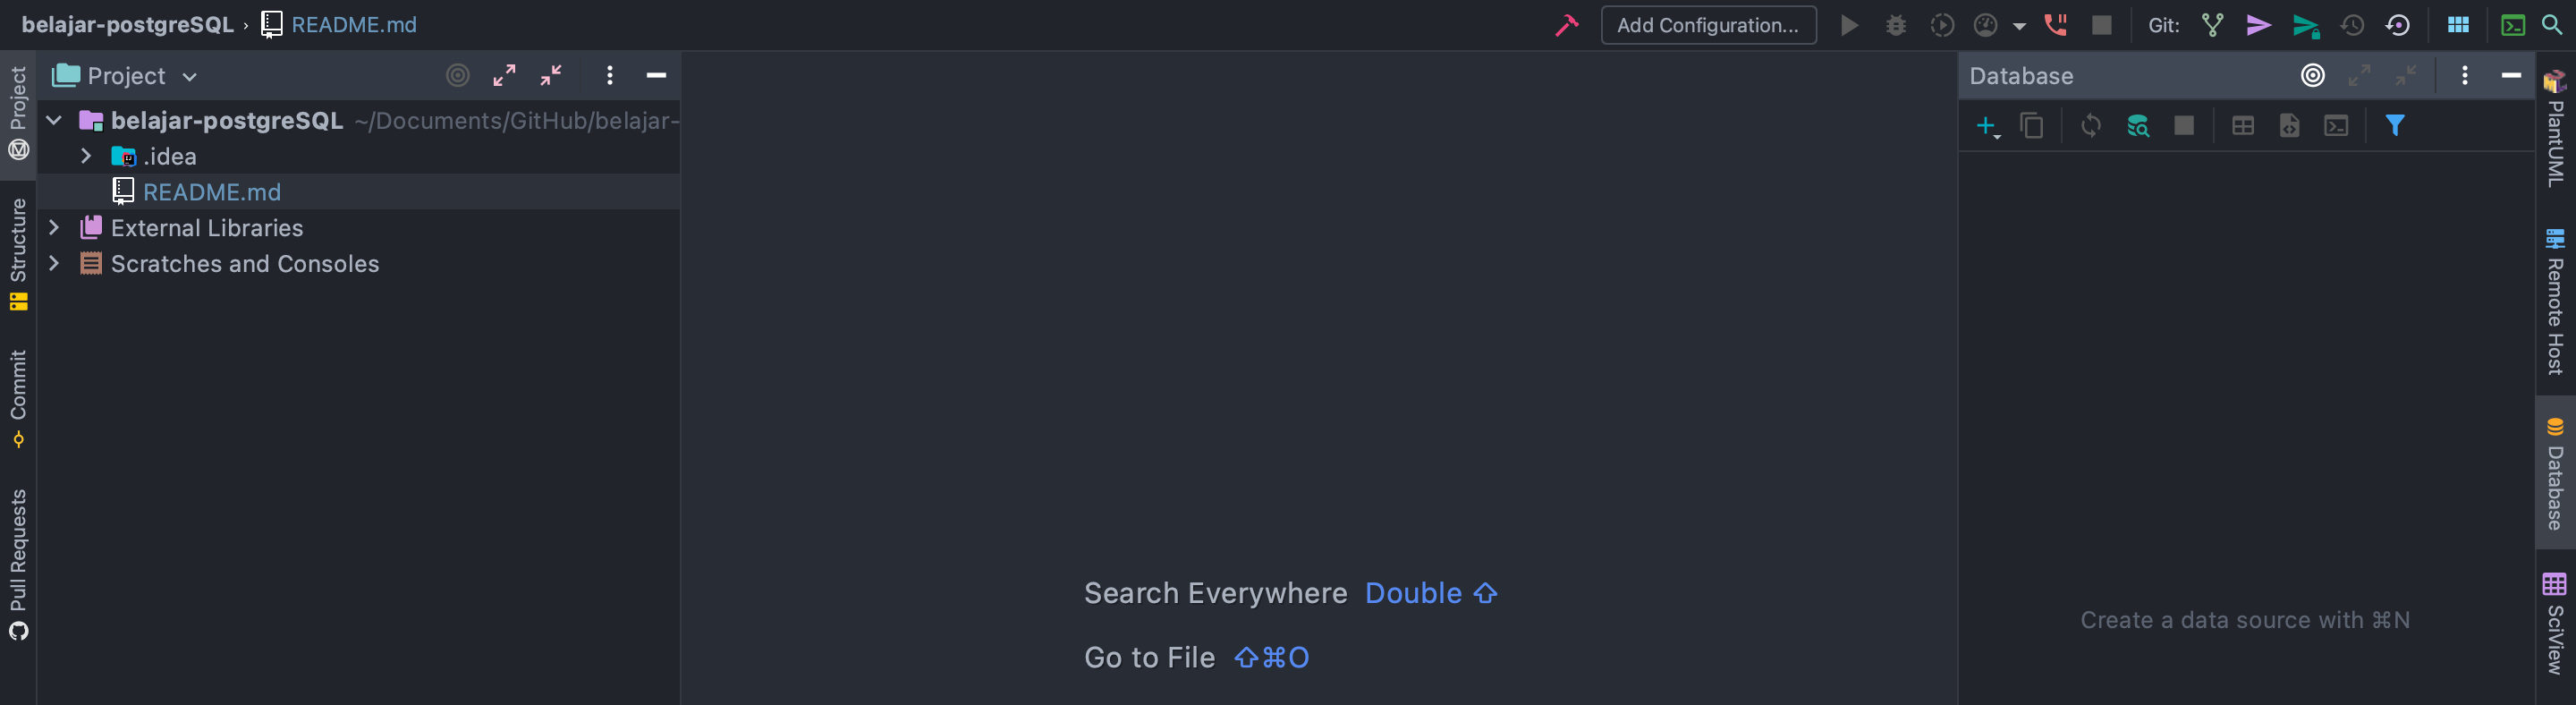 belajar-postgreSQL › README.md
Add Configuration...
Git:
Project
belajar-postgreSQL ~/Documents/GitHub/belajar-
.idea
README.md
External Libraries
Scratches and Consoles
Project
Structure
Commit
Pull Requests
Search Everywhere Double ⇧
Go to File ⇧⌘O
Database
Create a data source with ⌘N
PlantUML
Remote Host
Database
SciView